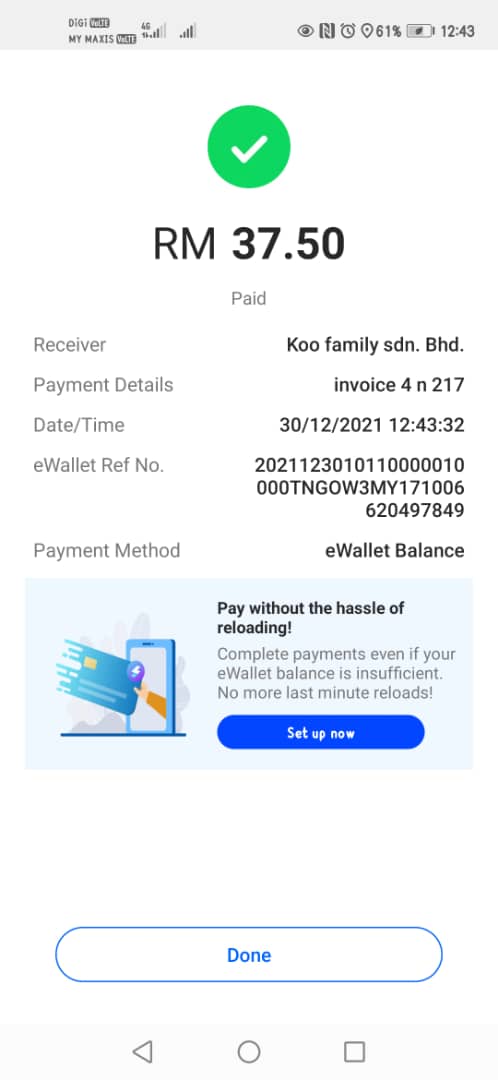 DiGi VoLTE 4G 61% 12:43
MY MAXIS VoLTE
RM 37.50
Paid
Receiver Koo family sdn. Bhd.
Payment Details invoice 4 n 217
Date/Time 30/12/2021 12:43:32
eWallet Ref No. 2021123010110000010
000TNGOW3MY171006
620497849
Payment Method eWallet Balance
Pay without the hassle of
reloading!
Complete payments even if your
eWallet balance is insufficient.
No more last minute reloads!
Set up now
Done